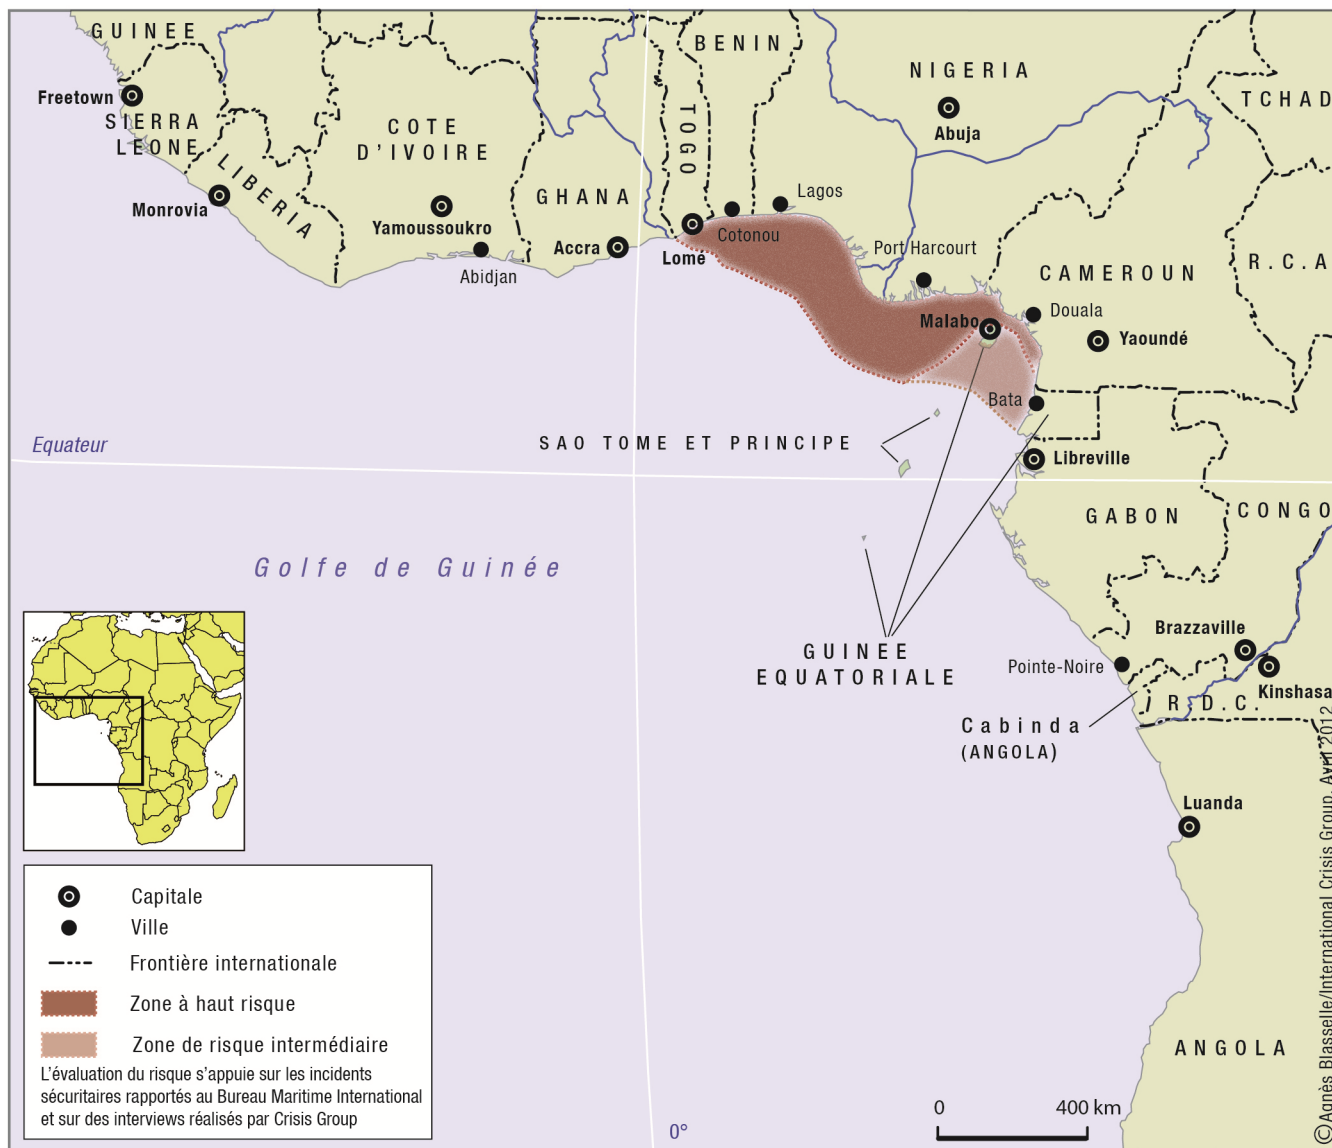 GUINEE
BENIN
NIGERIA
TCHAD
Freetown
SIERRA
LEONE
COTE
D'IVOIRE
TOGO
Abuja
LIBERIA
GHANA
Lagos
Monrovia
Yamoussoukro
Abidjan
Accra
Lomé
Cotonou
Port Harcourt
CAMEROUN
R.C.A
Malabo
Douala
Yaoundé
Bata
Equateur
SAO TOME ET PRINCIPE
Libreville
GABON
CONGO
Golfe de Guinée
GUINEE
EQUATORIALE
Brazzaville
Pointe-Noire
Kinshasa
R.D.C.
Cabinda
(ANGOLA)
Luanda
ANGOLA
Capitale
Ville
Frontière internationale
Zone à haut risque
Zone de risque intermédiaire
L'évaluation du risque s'appuie sur les incidents
sécuritaires rapportés au Bureau Maritime International
et sur des interviews réalisés par Crisis Group
0°
0 400 km
©Agnès Blasselle/International Crisis Group, Avril 2012